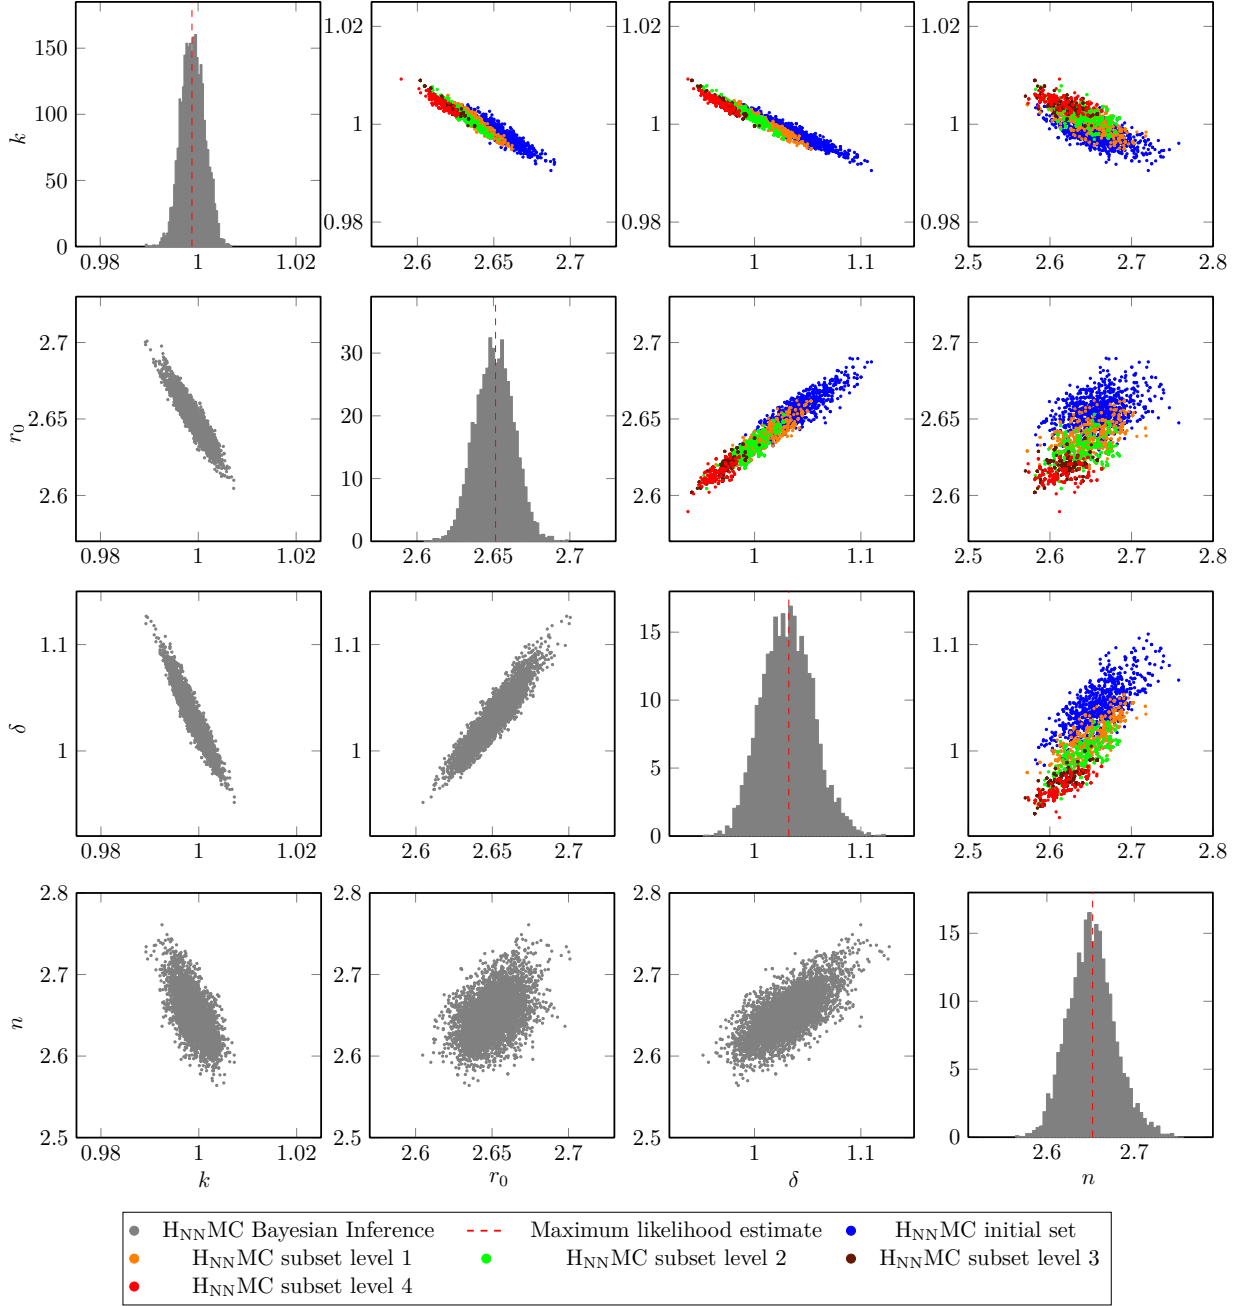 150
100
50
0
k
0.98 1 1.02
1.02
1
0.98
2.6 2.65 2.7
1.02
1
0.98
1 1.1
1.02
1
0.98
2.5 2.6 2.7 2.8
2.7
2.65
2.6
r₀
0.98 1 1.02
30
20
10
0
2.6 2.65 2.7
2.7
2.65
2.6
1 1.1
2.7
2.65
2.6
2.5 2.6 2.7 2.8
1.1
1
δ
0.98 1 1.02
1.1
1
2.6 2.65 2.7
15
10
5
0
1 1.1
1.1
1
2.5 2.6 2.7 2.8
2.8
2.7
2.6
2.5
n
0.98 1 1.02
k
2.8
2.7
2.6
2.5
2.6 2.65 2.7
r₀
2.8
2.7
2.6
2.5
1 1.1
δ
15
10
5
0
2.6 2.7
n
H_NNMC Bayesian Inference Maximum likelihood estimate H_NNMC initial set
H_NNMC subset level 1 H_NNMC subset level 2 H_NNMC subset level 3
H_NNMC subset level 4